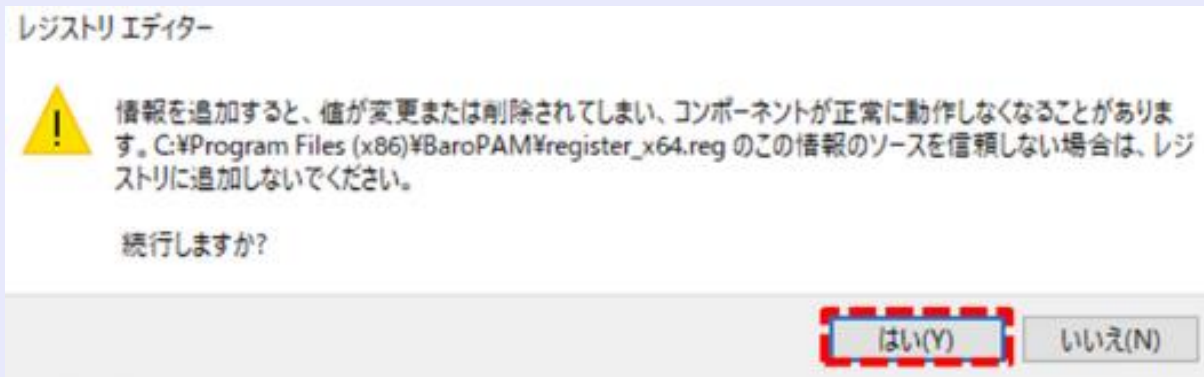 レジストリ エディター
情報を追加すると、値が変更または削除されてしまい、コンポーネントが正常に動作しなくなることがありま
す。C:¥Program Files (x86)¥BaroPAM¥register_x64.reg のこの情報のソースを信頼しない場合は、レジ
ストリに追加しないでください。
続行しますか?
はい(Y) いいえ(N)